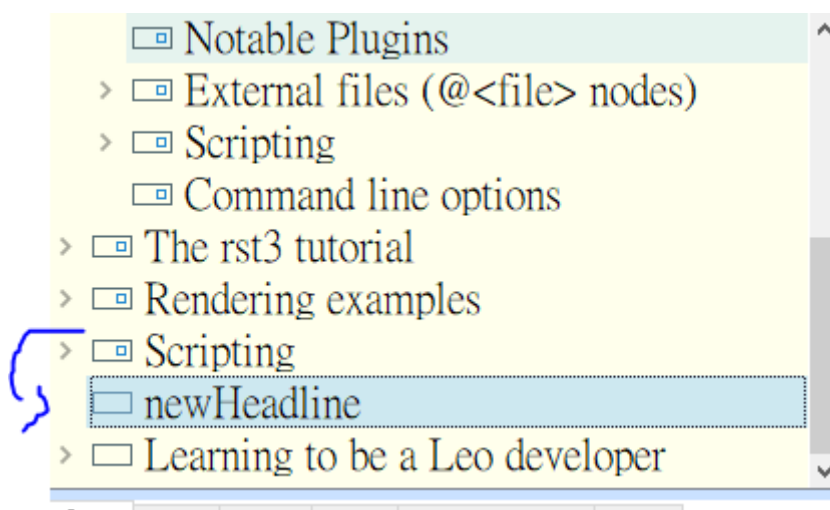 Notable Plugins
External files (@<file> nodes)
Scripting
Command line options
The rst3 tutorial
Rendering examples
Scripting
newHeadline
Learning to be a Leo developer